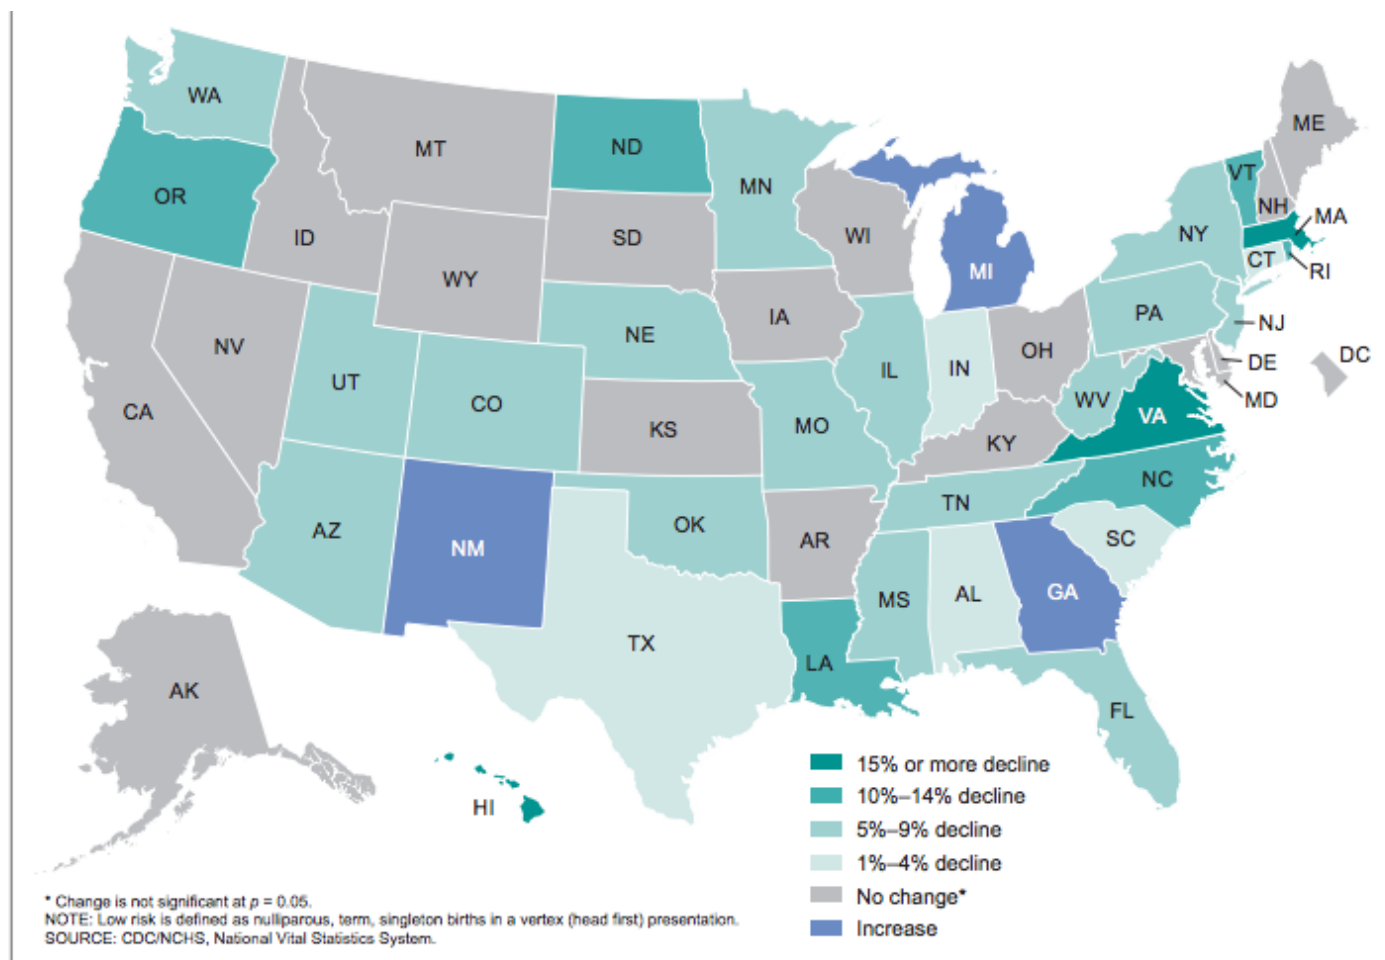 WA
ME
MT
ND
VT
MN
OR
NH
MA
WI
NY
ID
SD
CT
MI
RI
WY
PA
NJ
IA
NE
NV
OH
DC
DE
IN
IL
UT
CO
WV
MD
CA
VA
MO
KS
KY
NC
TN
OK
AZ
SC
AR
NM
GA
AL
MS
TX
LA
AK
FL
HI
15% or more decline
10%–14% decline
5%–9% decline
1%–4% decline
No change*
Increase
* Change is not significant at p = 0.05.
NOTE: Low risk is defined as nulliparous, term, singleton births in a vertex (head first) presentation.
SOURCE: CDC/NCHS, National Vital Statistics System.